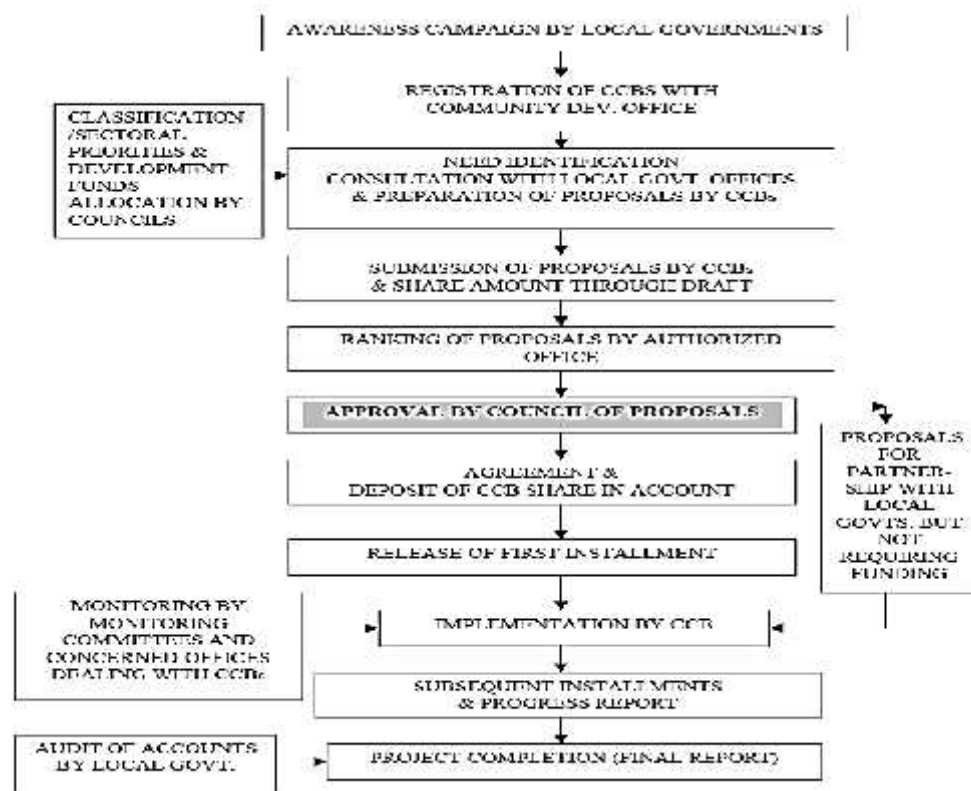 AWARENESS CAMPAIGN BY LOCAL GOVERNMENTS
REGISTRATION OF CCBS WITH
COMMUNITY DEV. OFFICE
CLASSIFICATION
/SECTORAL
PRIORITIES &
DEVELOPMENT
FUNDS
ALLOCATION BY
COUNCILS
NEED IDENTIFICATION
CONSULTATION WITH LOCAL GOVT. OFFICES
& PREPARATION OF PROPOSALS BY CCBs
SUBMISSION OF PROPOSALS BY CCBs
& SHARE AMOUNT THROUGH DRAFT
RANKING OF PROPOSALS BY AUTHORIZED
OFFICE
APPROVAL BY COUNCIL OF PROPOSALS
PROPOSALS
FOR
PARTNER-
SHIP WITH
LOCAL
GOVTS. BUT
NOT
REQUIRING
FUNDING
AGREEMENT &
DEPOSIT OF CCB SHARE IN ACCOUNT
RELEASE OF FIRST INSTALLMENT
MONITORING BY
MONITORING
COMMITTEES AND
CONCERNED OFFICES
DEALING WITH CCBs
IMPLEMENTATION BY CCB
SUBSEQUENT INSTALLMENTS
& PROGRESS REPORT
AUDIT OF ACCOUNTS
BY LOCAL GOVT.
PROJECT COMPLETION (FINAL REPORT)